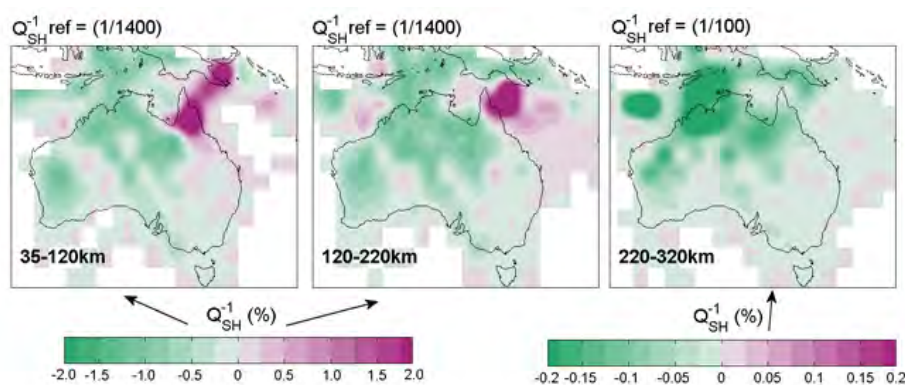 Q⁻¹SH ref = (1/1400)
Q⁻¹SH ref = (1/1400)
Q⁻¹SH ref = (1/100)
35-120km
120-220km
220-320km
Q⁻¹SH (%)
Q⁻¹SH (%)
-2.0 -1.5 -1.0 -0.5 0 0.5 1.0 1.5 2.0
-0.2 -0.15 -0.1 -0.05 0 0.05 0.1 0.15 0.2